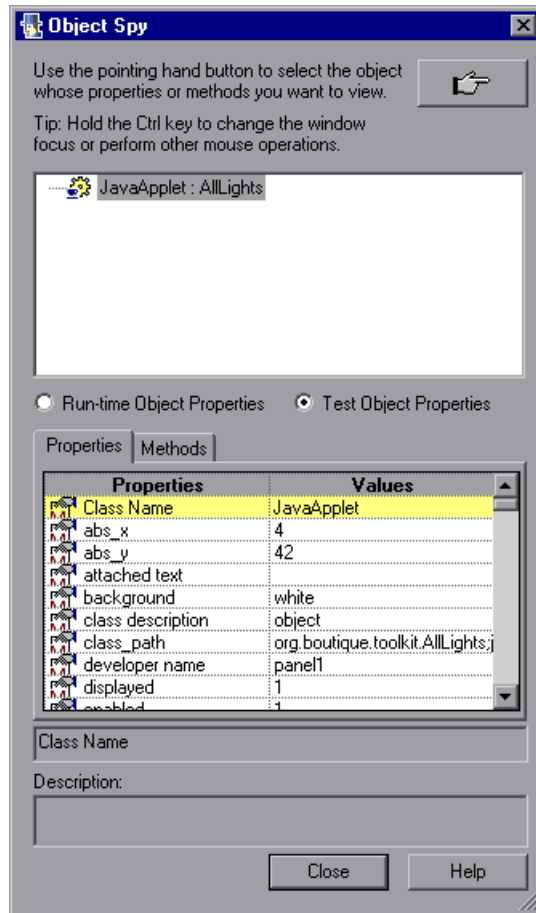 Object Spy
Use the pointing hand button to select the object
whose properties or methods you want to view.
Tip: Hold the Ctrl key to change the window
focus or perform other mouse operations.
JavaApplet : AllLights
Run-time Object Properties Test Object Properties
Properties Methods
Properties Values
Class Name JavaApplet
abs_x 4
abs_y 42
attached text
background white
class description object
class_path org.boutique.toolkit.AllLights;j
developer name panel1
displayed 1
enabled 1
Class Name
Description:
Close Help